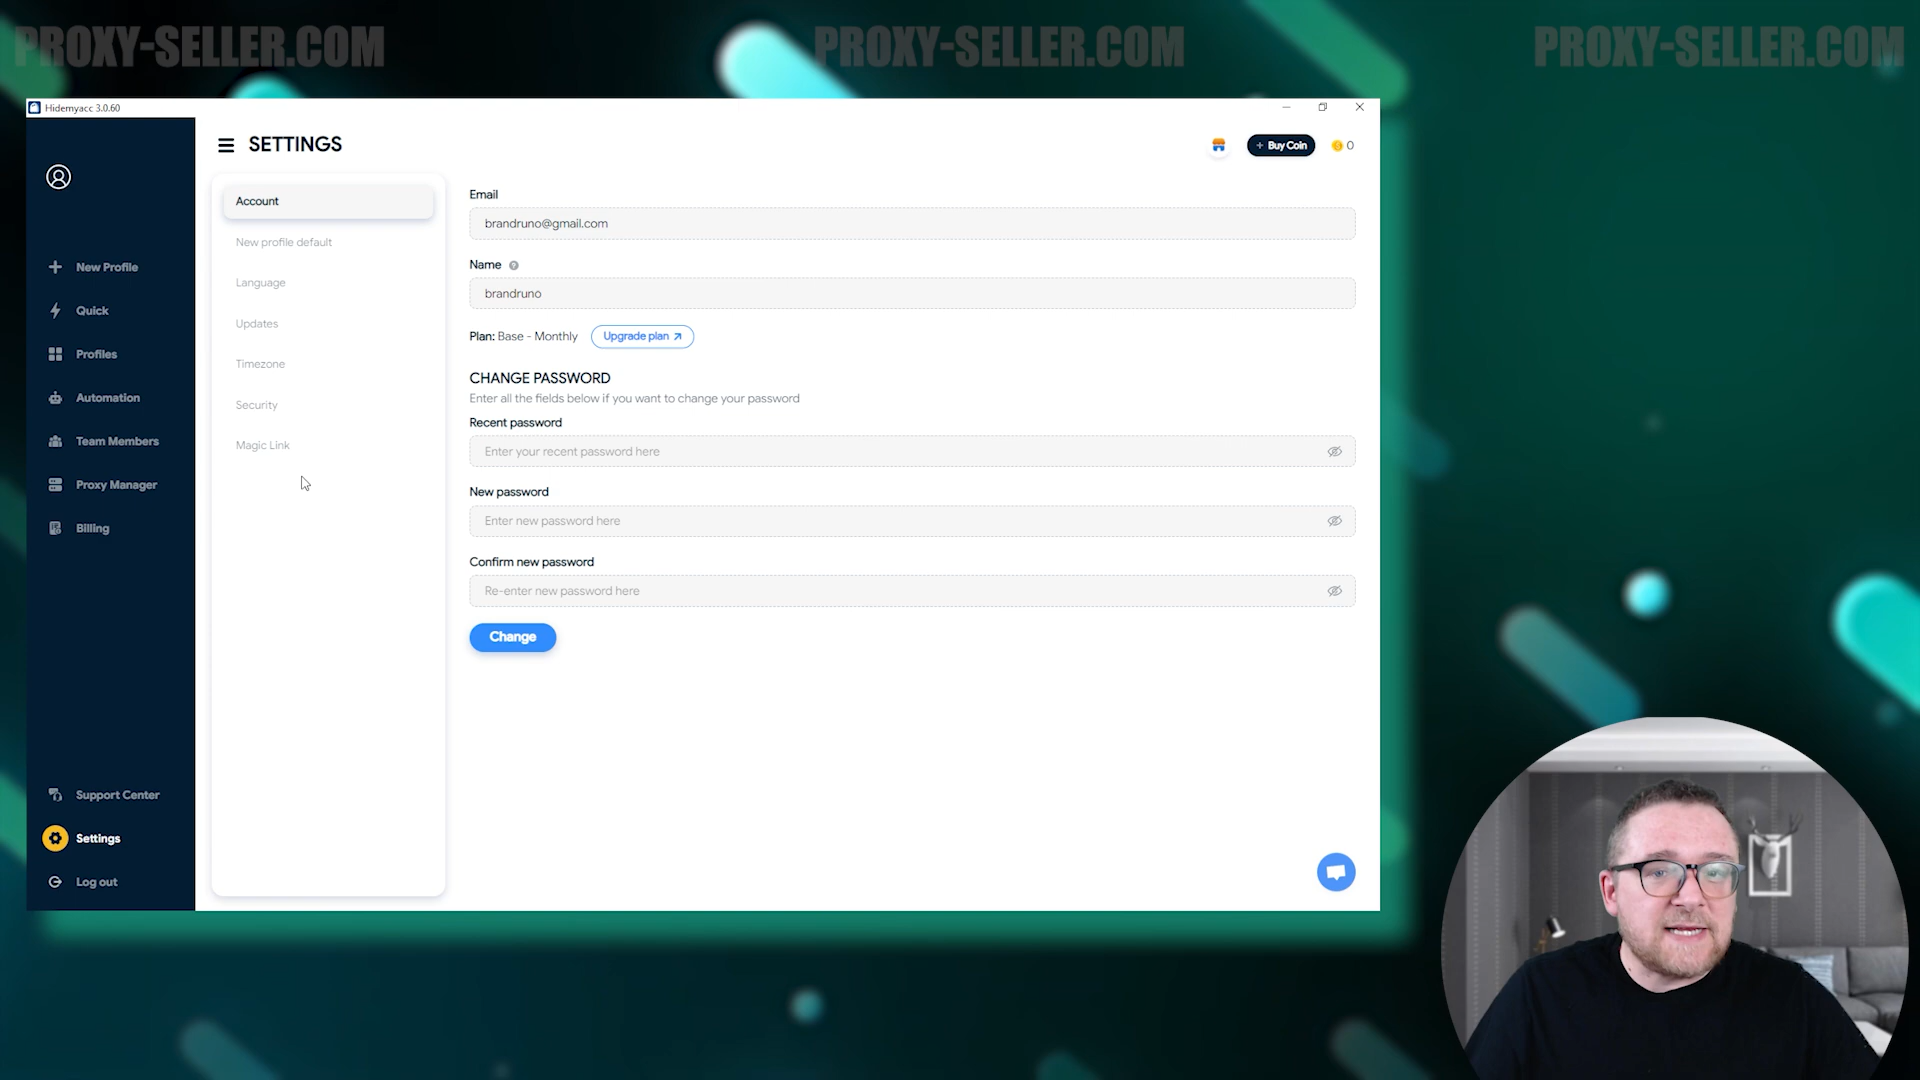 PROXY-SELLER.COM PROXY-SELLER.COM PROXY-SELLER.COM
Hidemyacc 3.0.60
SETTINGS
+ Buy Coin
0
New Profile
Quick
Profiles
Automation
Team Members
Proxy Manager
Billing
Support Center
Settings
Log out
Account
New profile default
Language
Updates
Timezone
Security
Magic Link
Email
brandruno@gmail.com
Name ?
brandruno
Plan: Base - Monthly Upgrade plan
CHANGE PASSWORD
Enter all the fields below if you want to change your password
Recent password
Enter your recent password here
New password
Enter new password here
Confirm new password
Re-enter new password here
Change